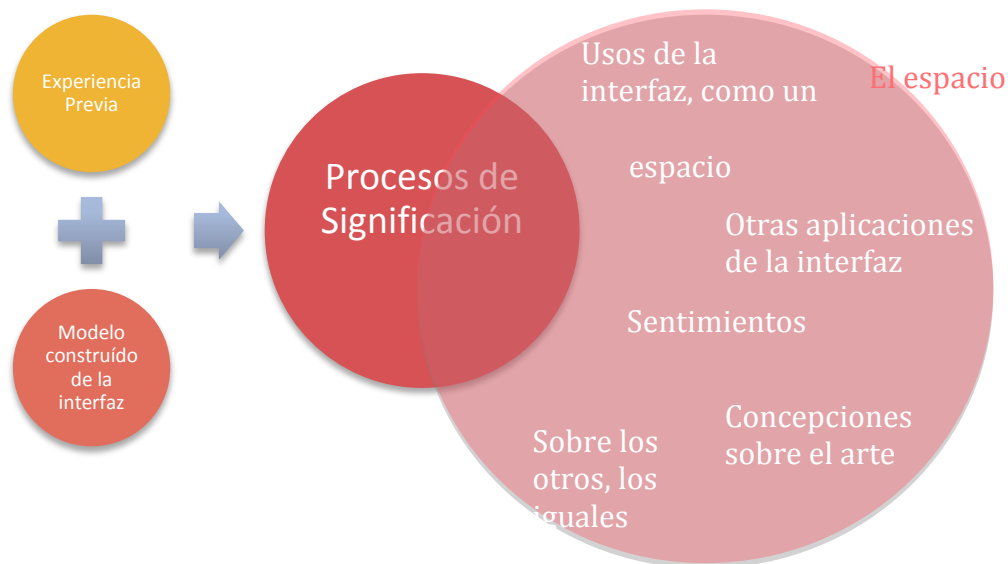 Experiencia
Previa
Modelo
construído
de la
interfaz
Procesos de
Significación
Usos de la
interfaz, como un
El espacio
espacio
Otras aplicaciones
de la interfaz
Sentimientos
Concepciones
sobre el arte
Sobre los
otros, los
iguales